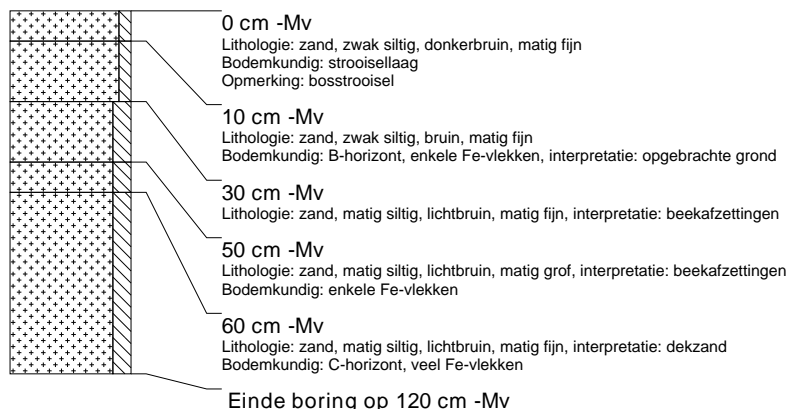 0 cm -Mv
Lithologie: zand, zwak siltig, donkerbruin, matig fijn
Bodemkundig: strooisellaag
Opmerking: bosstrooisel
10 cm -Mv
Lithologie: zand, zwak siltig, bruin, matig fijn
Bodemkundig: B-horizont, enkele Fe-vlekken, interpretatie: opgebrachte grond
30 cm -Mv
Lithologie: zand, matig siltig, lichtbruin, matig fijn, interpretatie: beekafzettingen
50 cm -Mv
Lithologie: zand, matig siltig, lichtbruin, matig grof, interpretatie: beekafzettingen
Bodemkundig: enkele Fe-vlekken
60 cm -Mv
Lithologie: zand, matig siltig, lichtbruin, matig fijn, interpretatie: dekzand
Bodemkundig: C-horizont, veel Fe-vlekken
Einde boring op 120 cm -Mv